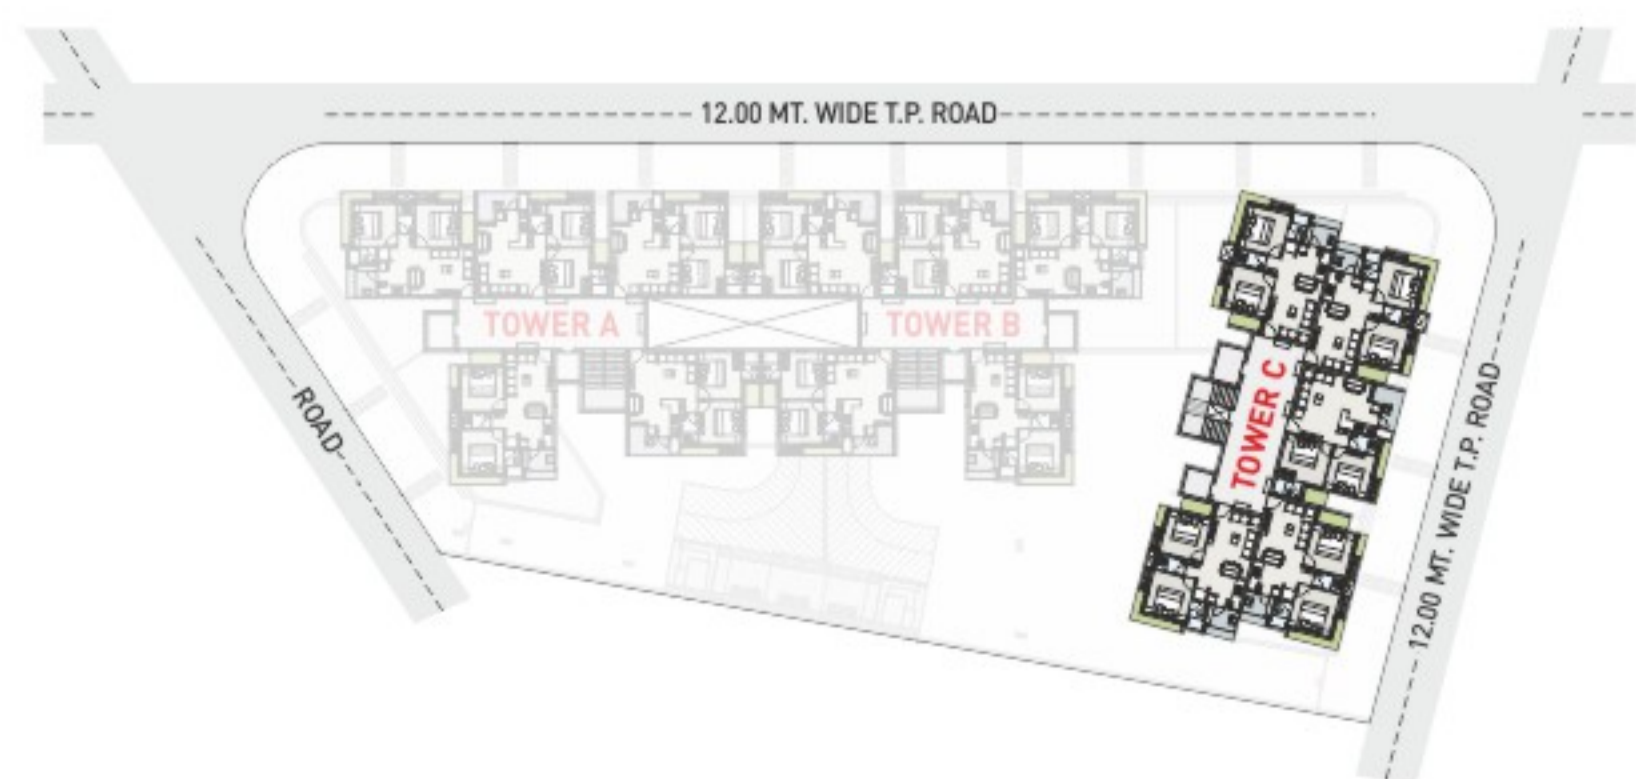 12.00 MT. WIDE T.P. ROAD
TOWER A
TOWER B
TOWER C
ROAD
12.00 MT. WIDE T.P. ROAD